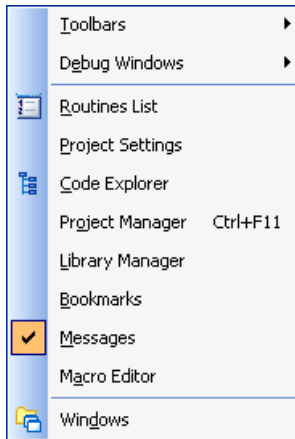 Toolbars
Debug Windows
Routines List
Project Settings
Code Explorer
Project Manager Ctrl+F11
Library Manager
Bookmarks
Messages
Macro Editor
Windows